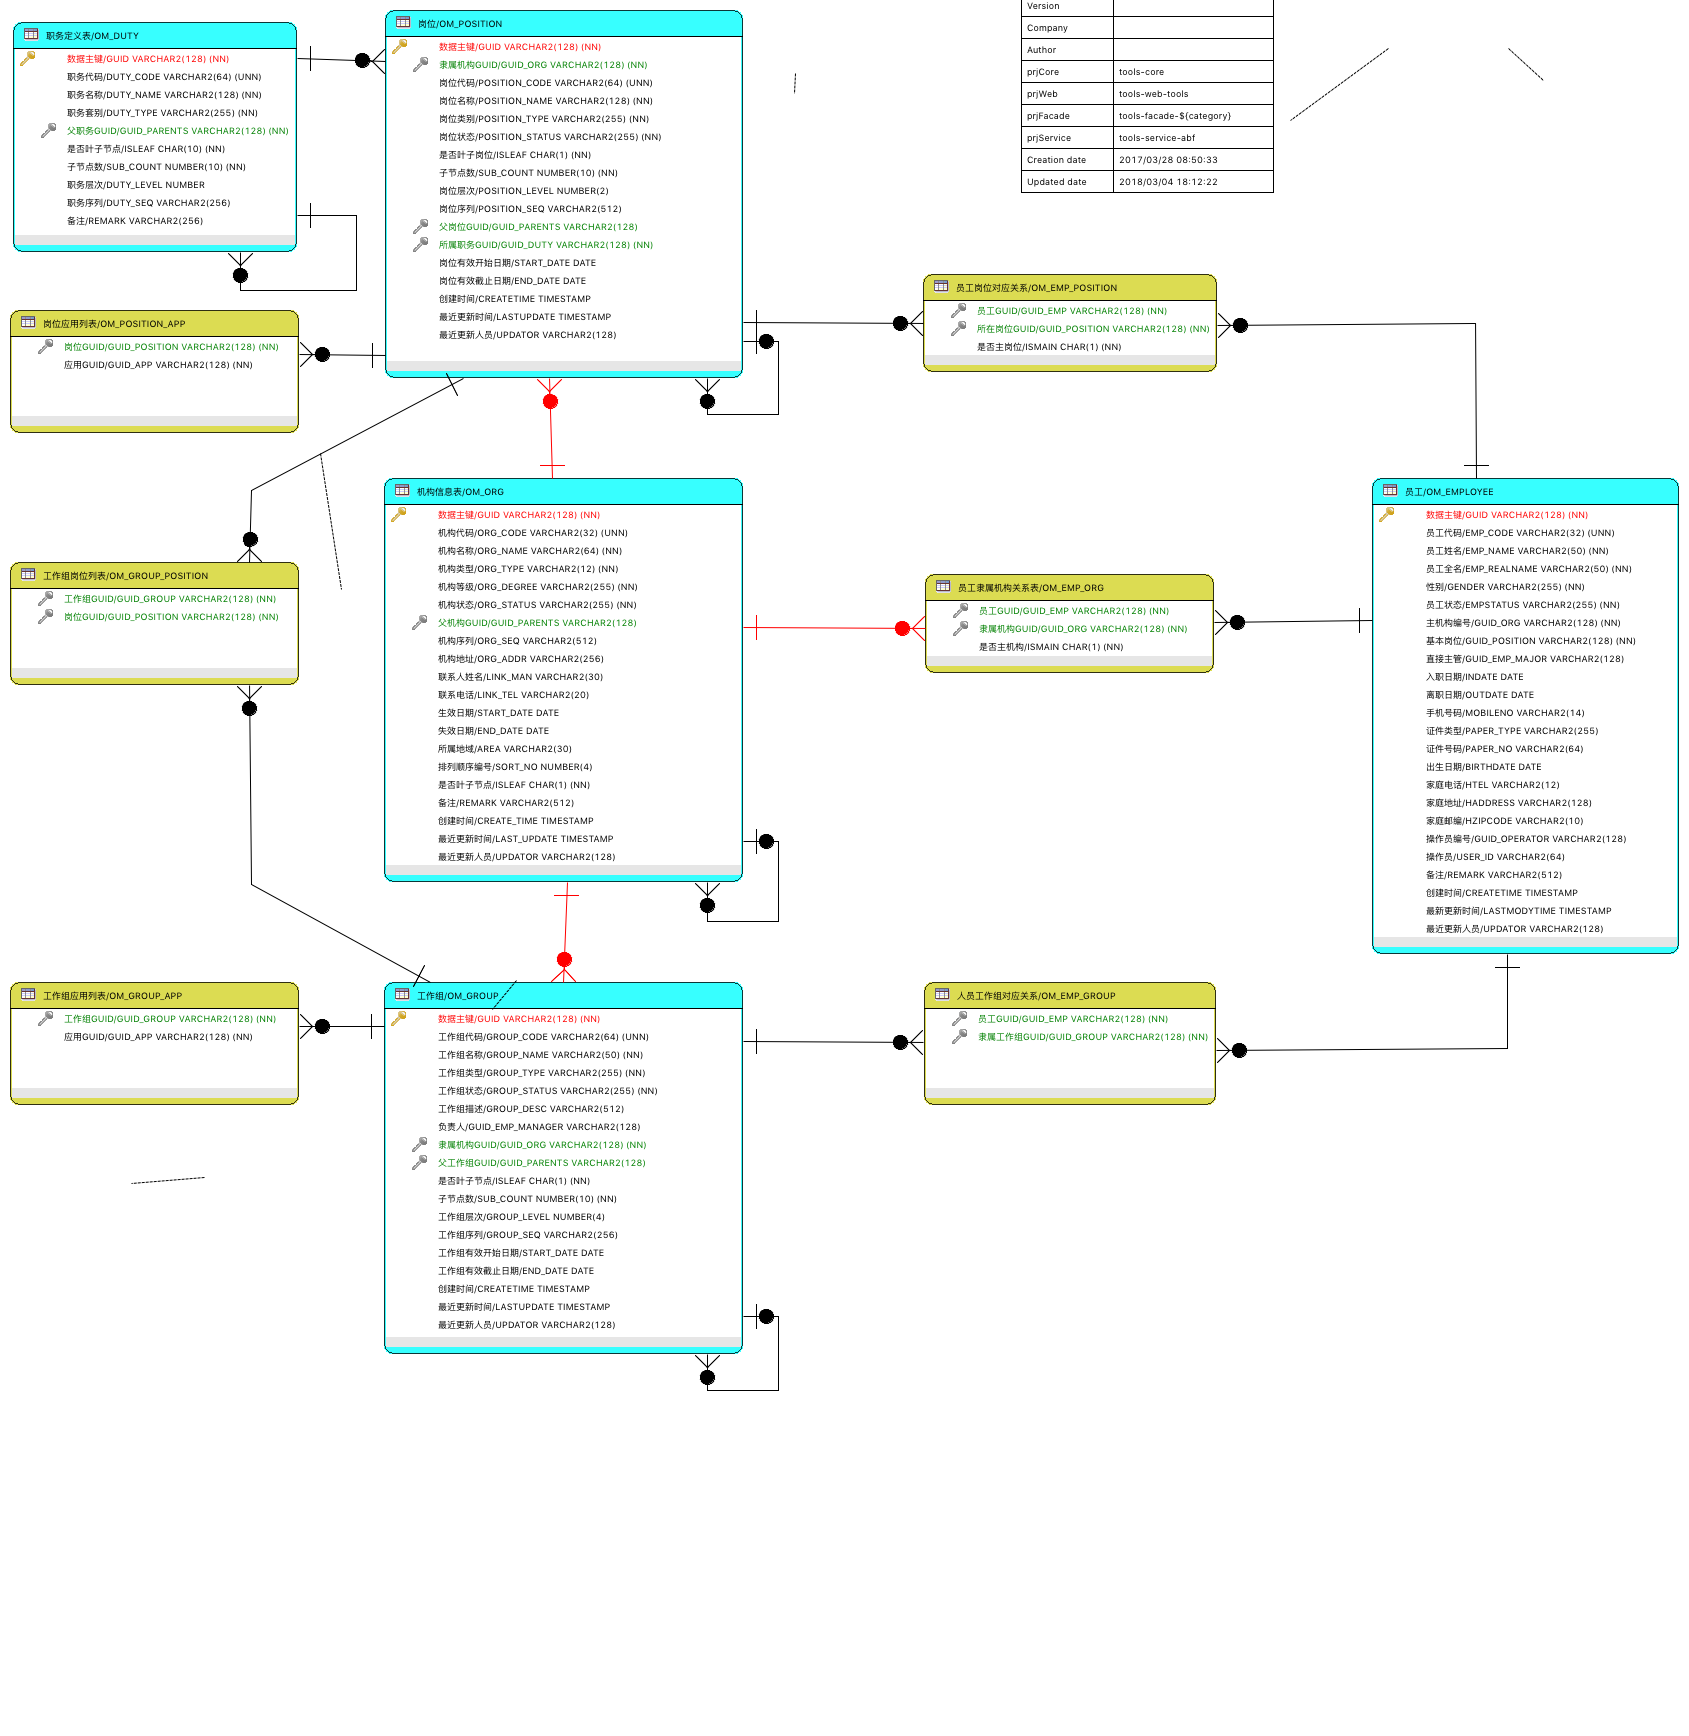 职务定义表/OM_DUTY
数据主键/GUID VARCHAR2(128) (NN)
职务代码/DUTY_CODE VARCHAR2(64) (UNN)
职务名称/DUTY_NAME VARCHAR2(128) (NN)
职务套别/DUTY_TYPE VARCHAR2(255) (NN)
父职务GUID/GUID_PARENTS VARCHAR2(128) (NN)
是否叶子节点/ISLEAF CHAR(10) (NN)
子节点数/SUB_COUNT NUMBER(10) (NN)
职务层次/DUTY_LEVEL NUMBER
职务序列/DUTY_SEQ VARCHAR2(256)
备注/REMARK VARCHAR2(256)
岗位/OM_POSITION
数据主键/GUID VARCHAR2(128) (NN)
隶属机构GUID/GUID_ORG VARCHAR2(128) (NN)
岗位代码/POSITION_CODE VARCHAR2(64) (UNN)
岗位名称/POSITION_NAME VARCHAR2(128) (NN)
岗位类别/POSITION_TYPE VARCHAR2(255) (NN)
岗位状态/POSITION_STATUS VARCHAR2(255) (NN)
是否叶子岗位/ISLEAF CHAR(1) (NN)
子节点数/SUB_COUNT NUMBER(10) (NN)
岗位层次/POSITION_LEVEL NUMBER(2)
岗位序列/POSITION_SEQ VARCHAR2(512)
父岗位GUID/GUID_PARENTS VARCHAR2(128)
所属职务GUID/GUID_DUTY VARCHAR2(128) (NN)
岗位有效开始日期/START_DATE DATE
岗位有效截止日期/END_DATE DATE
创建时间/CREATETIME TIMESTAMP
最近更新时间/LASTUPDATE TIMESTAMP
最近更新人员/UPDATOR VARCHAR2(128)
Version
Company
Author
prjCore tools-core
prjWeb tools-web-tools
prjFacade tools-facade-${category}
prjService tools-service-abf
Creation date 2017/03/28 08:50:33
Updated date 2018/03/04 18:12:22
岗位应用列表/OM_POSITION_APP
岗位GUID/GUID_POSITION VARCHAR2(128) (NN)
应用GUID/GUID_APP VARCHAR2(128) (NN)
员工岗位对应关系/OM_EMP_POSITION
员工GUID/GUID_EMP VARCHAR2(128) (NN)
所在岗位GUID/GUID_POSITION VARCHAR2(128) (NN)
是否主岗位/ISMAIN CHAR(1) (NN)
工作组岗位列表/OM_GROUP_POSITION
工作组GUID/GUID_GROUP VARCHAR2(128) (NN)
岗位GUID/GUID_POSITION VARCHAR2(128) (NN)
机构信息表/OM_ORG
数据主键/GUID VARCHAR2(128) (NN)
机构代码/ORG_CODE VARCHAR2(32) (UNN)
机构名称/ORG_NAME VARCHAR2(64) (NN)
机构类型/ORG_TYPE VARCHAR2(12) (NN)
机构等级/ORG_DEGREE VARCHAR2(255) (NN)
机构状态/ORG_STATUS VARCHAR2(255) (NN)
父机构GUID/GUID_PARENTS VARCHAR2(128)
机构序列/ORG_SEQ VARCHAR2(512)
机构地址/ORG_ADDR VARCHAR2(256)
联系人姓名/LINK_MAN VARCHAR2(30)
联系电话/LINK_TEL VARCHAR2(20)
生效日期/START_DATE DATE
失效日期/END_DATE DATE
所属地域/AREA VARCHAR2(30)
排列顺序编号/SORT_NO NUMBER(4)
是否叶子节点/ISLEAF CHAR(1) (NN)
备注/REMARK VARCHAR2(512)
创建时间/CREATE_TIME TIMESTAMP
最近更新时间/LAST_UPDATE TIMESTAMP
最近更新人员/UPDATOR VARCHAR2(128)
员工隶属机构关系表/OM_EMP_ORG
员工GUID/GUID_EMP VARCHAR2(128) (NN)
隶属机构GUID/GUID_ORG VARCHAR2(128) (NN)
是否主机构/ISMAIN CHAR(1) (NN)
员工/OM_EMPLOYEE
数据主键/GUID VARCHAR2(128) (NN)
员工代码/EMP_CODE VARCHAR2(32) (UNN)
员工姓名/EMP_NAME VARCHAR2(50) (NN)
员工全名/EMP_REALNAME VARCHAR2(50) (NN)
性别/GENDER VARCHAR2(255) (NN)
员工状态/EMPSTATUS VARCHAR2(255) (NN)
主机构编号/GUID_ORG VARCHAR2(128) (NN)
基本岗位/GUID_POSITION VARCHAR2(128) (NN)
直接主管/GUID_EMP_MAJOR VARCHAR2(128)
入职日期/INDATE DATE
离职日期/OUTDATE DATE
手机号码/MOBILENO VARCHAR2(14)
证件类型/PAPER_TYPE VARCHAR2(255)
证件号码/PAPER_NO VARCHAR2(64)
出生日期/BIRTHDATE DATE
家庭电话/HTEL VARCHAR2(12)
家庭地址/HADDRESS VARCHAR2(128)
家庭邮编/HZIPCODE VARCHAR2(10)
操作员编号/GUID_OPERATOR VARCHAR2(128)
操作员/USER_ID VARCHAR2(64)
备注/REMARK VARCHAR2(512)
创建时间/CREATETIME TIMESTAMP
最新更新时间/LASTMODYTIME TIMESTAMP
最近更新人员/UPDATOR VARCHAR2(128)
工作组应用列表/OM_GROUP_APP
工作组GUID/GUID_GROUP VARCHAR2(128) (NN)
应用GUID/GUID_APP VARCHAR2(128) (NN)
工作组/OM_GROUP
数据主键/GUID VARCHAR2(128) (NN)
工作组代码/GROUP_CODE VARCHAR2(64) (UNN)
工作组名称/GROUP_NAME VARCHAR2(50) (NN)
工作组类型/GROUP_TYPE VARCHAR2(255) (NN)
工作组状态/GROUP_STATUS VARCHAR2(255) (NN)
工作组描述/GROUP_DESC VARCHAR2(512)
负责人/GUID_EMP_MANAGER VARCHAR2(128)
隶属机构GUID/GUID_ORG VARCHAR2(128) (NN)
父工作组GUID/GUID_PARENTS VARCHAR2(128)
是否叶子节点/ISLEAF CHAR(1) (NN)
子节点数/SUB_COUNT NUMBER(10) (NN)
工作组层次/GROUP_LEVEL NUMBER(4)
工作组序列/GROUP_SEQ VARCHAR2(256)
工作组有效开始日期/START_DATE DATE
工作组有效截止日期/END_DATE DATE
创建时间/CREATETIME TIMESTAMP
最近更新时间/LASTUPDATE TIMESTAMP
最近更新人员/UPDATOR VARCHAR2(128)
人员工作组对应关系/OM_EMP_GROUP
员工GUID/GUID_EMP VARCHAR2(128) (NN)
隶属工作组GUID/GUID_GROUP VARCHAR2(128) (NN)